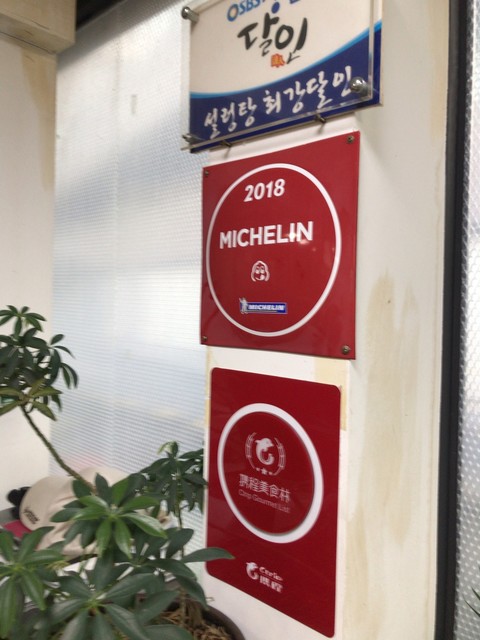 SBS
달인
설렁탕 최강달인
2018
MICHELIN
MICHELIN
携程美食林
Ctrip Gourmet List
携程